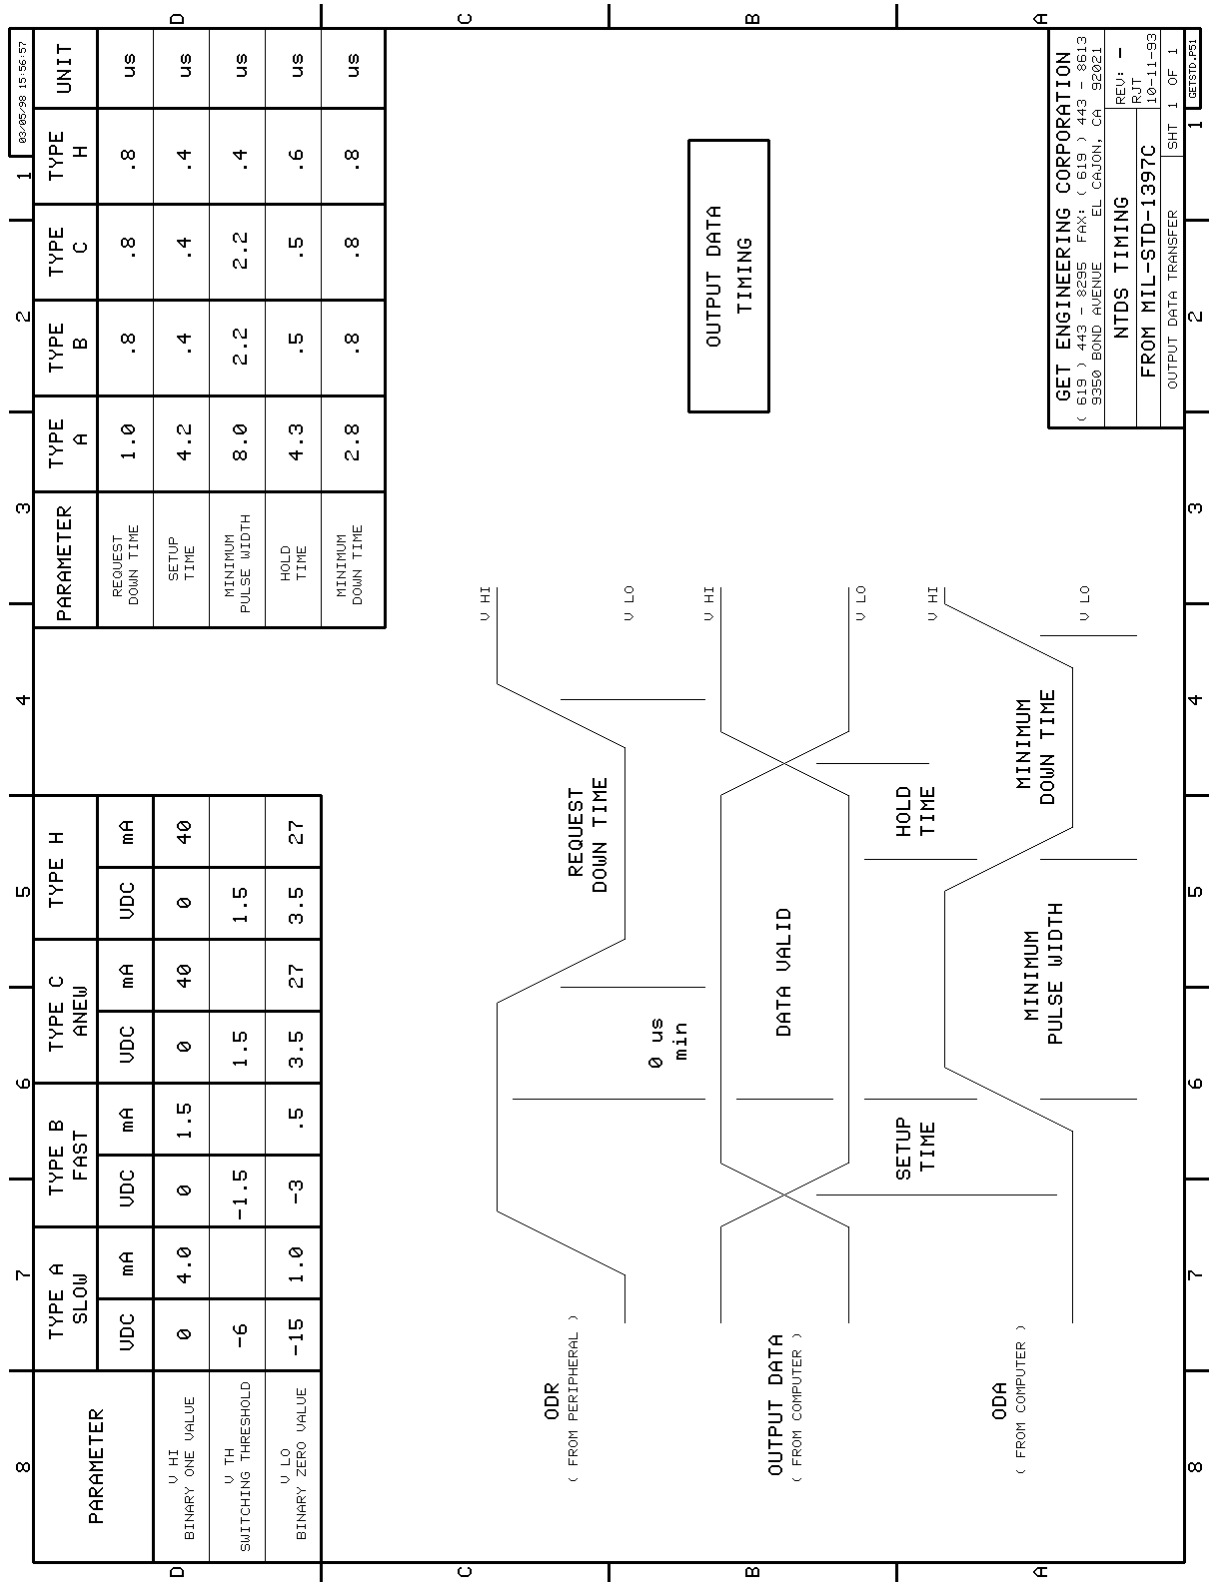 8 7 6 5 4 3 2 1
03/05/98 15:56:57
D
C
B
A
PARAMETER TYPE A SLOW TYPE B FAST TYPE C ANEW TYPE H
VDC mA VDC mA VDC mA VDC mA
V HI
BINARY ONE VALUE 0 4.0 0 1.5 0 40 0 40
V TH
SWITCHING THRESHOLD -6 -1.5 1.5 1.5
V LO
BINARY ZERO VALUE -15 1.0 -3 .5 3.5 27 3.5 27
PARAMETER TYPE A TYPE B TYPE C TYPE H UNIT
REQUEST
DOWN TIME 1.0 .8 .8 .8 us
SETUP
TIME 4.2 .4 .4 .4 us
MINIMUM
PULSE WIDTH 8.0 2.2 2.2 .4 us
HOLD
TIME 4.3 .5 .5 .6 us
MINIMUM
DOWN TIME 2.8 .8 .8 .8 us
ODR
( FROM PERIPHERAL )
V HI
REQUEST
DOWN TIME
V LO
0 us
min
OUTPUT DATA
( FROM COMPUTER )
V HI
DATA VALID
V LO
OUTPUT DATA
TIMING
SETUP
TIME
HOLD
TIME
ODA
( FROM COMPUTER )
V HI
MINIMUM
PULSE WIDTH
MINIMUM
DOWN TIME
V LO
GET ENGINEERING CORPORATION
( 619 ) 443 - 8295 FAX: ( 619 ) 443 - 8613
9350 BOND AVENUE EL CAJON, CA 92021
NTDS TIMING
REV: -
FROM MIL-STD-1397C
RJT
10-11-93
OUTPUT DATA TRANSFER
SHT 1 OF 1
D
C
B
A
8 7 6 5 4 3 2 1
GETSTD.P51